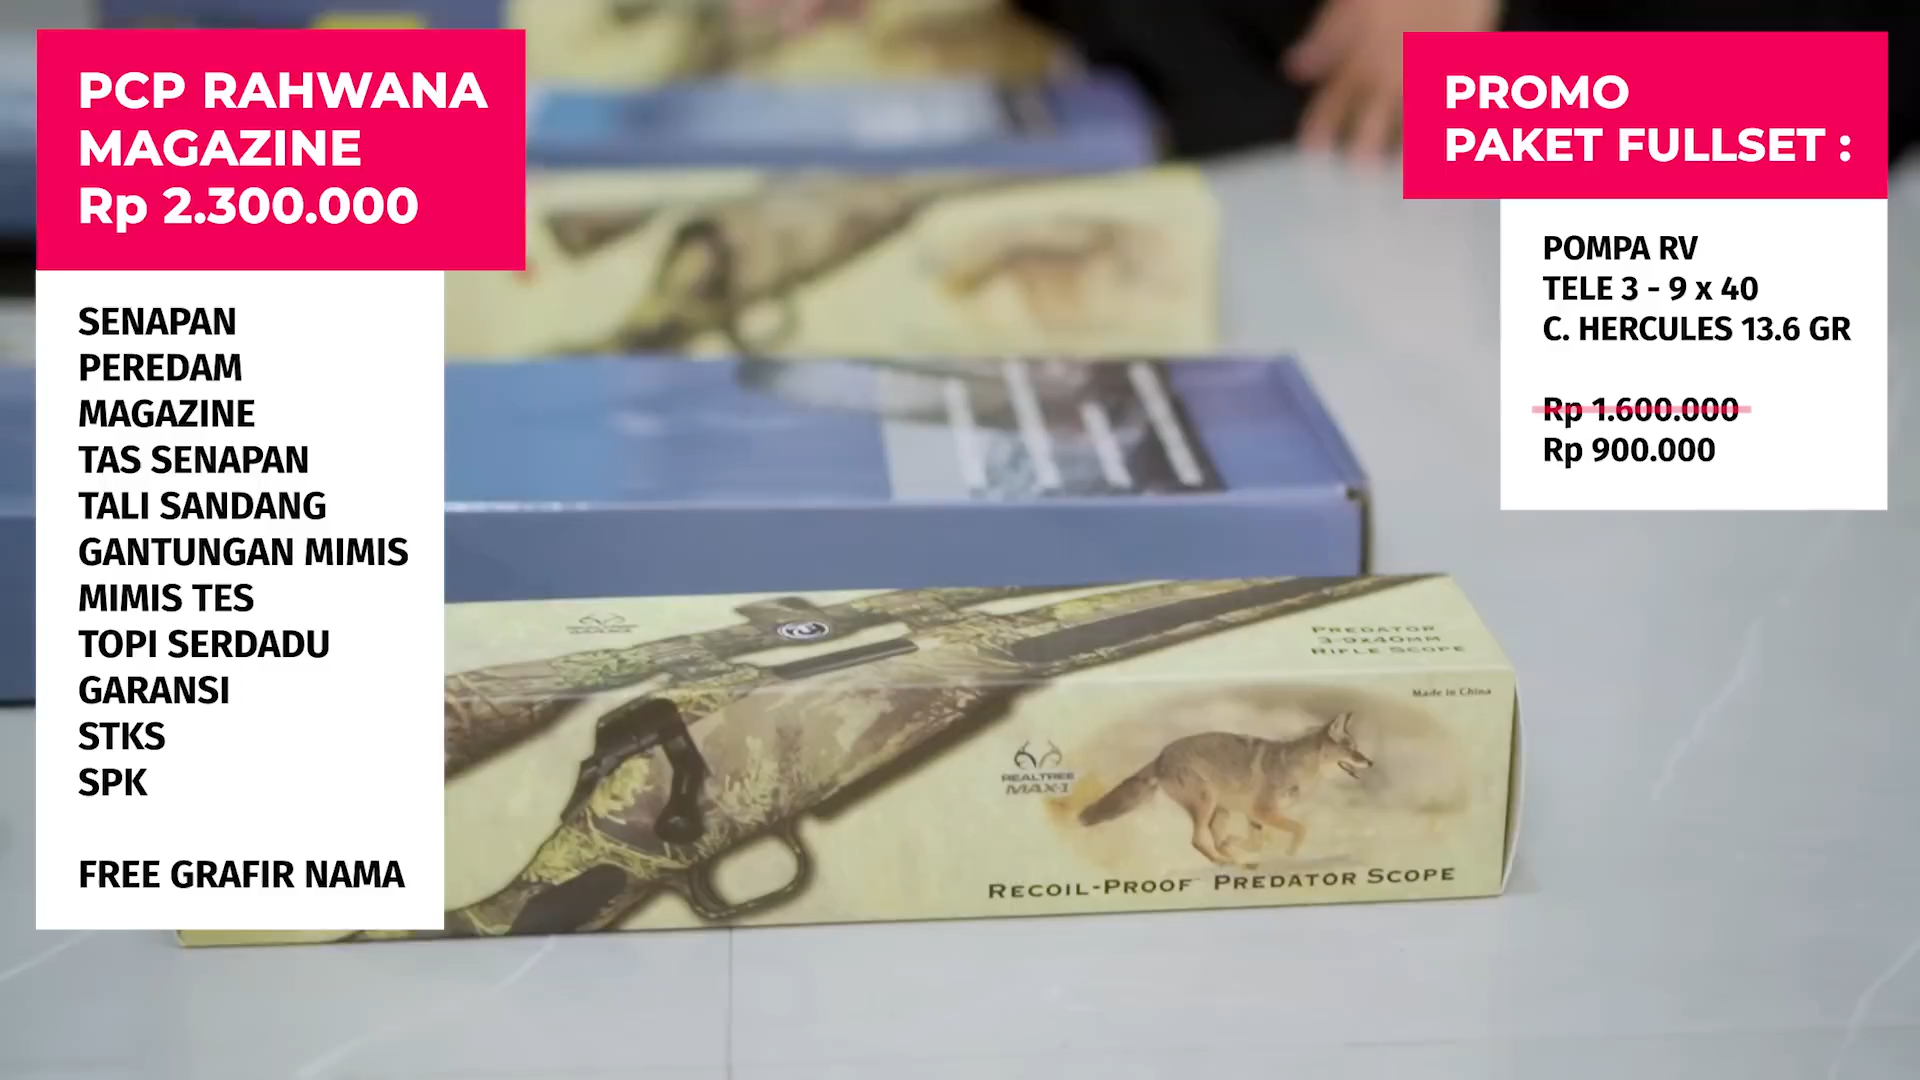 PCP RAHWANA
MAGAZINE
Rp 2.300.000
SENAPAN
PEREDAM
MAGAZINE
TAS SENAPAN
TALI SANDANG
GANTUNGAN MIMIS
MIMIS TES
TOPI SERDADU
GARANSI
STKS
SPK
FREE GRAFIR NAMA
PROMO
PAKET FULLSET :
POMPA RV
TELE 3 - 9 x 40
C. HERCULES 13.6 GR
Rp 1.600.000
Rp 900.000
PREDATOR
3-9x40MM
RIFLE SCOPE
Made in China
REALTREE
MAX-1
RECOIL-PROOF PREDATOR SCOPE